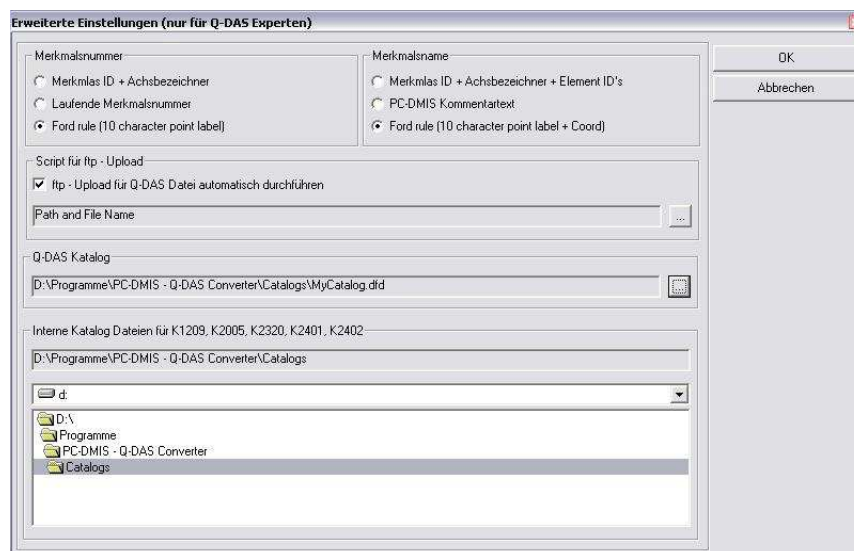 Erweiterte Einstellungen (nur für Q-DAS Experten)
Merkmalsnummer
Merkmlas ID + Achsbezeichner
Laufende Merkmalsnummer
Ford rule (10 character point label)
Merkmalsname
Merkmlas ID + Achsbezeichner + Element ID's
PC-DMIS Kommentartext
Ford rule (10 character point label + Coord)
OK
Abbrechen
Script für ftp - Upload
ftp - Upload für Q-DAS Datei automatisch durchführen
Path and File Name
...
Q-DAS Katalog
D:\Programme\PC-DMIS - Q-DAS Converter\Catalogs\MyCatalog.dfd
...
Interne Katalog Dateien für K1209, K2005, K2320, K2401, K2402
D:\Programme\PC-DMIS - Q-DAS Converter\Catalogs
d:
D:\
Programme
PC-DMIS - Q-DAS Converter
Catalogs